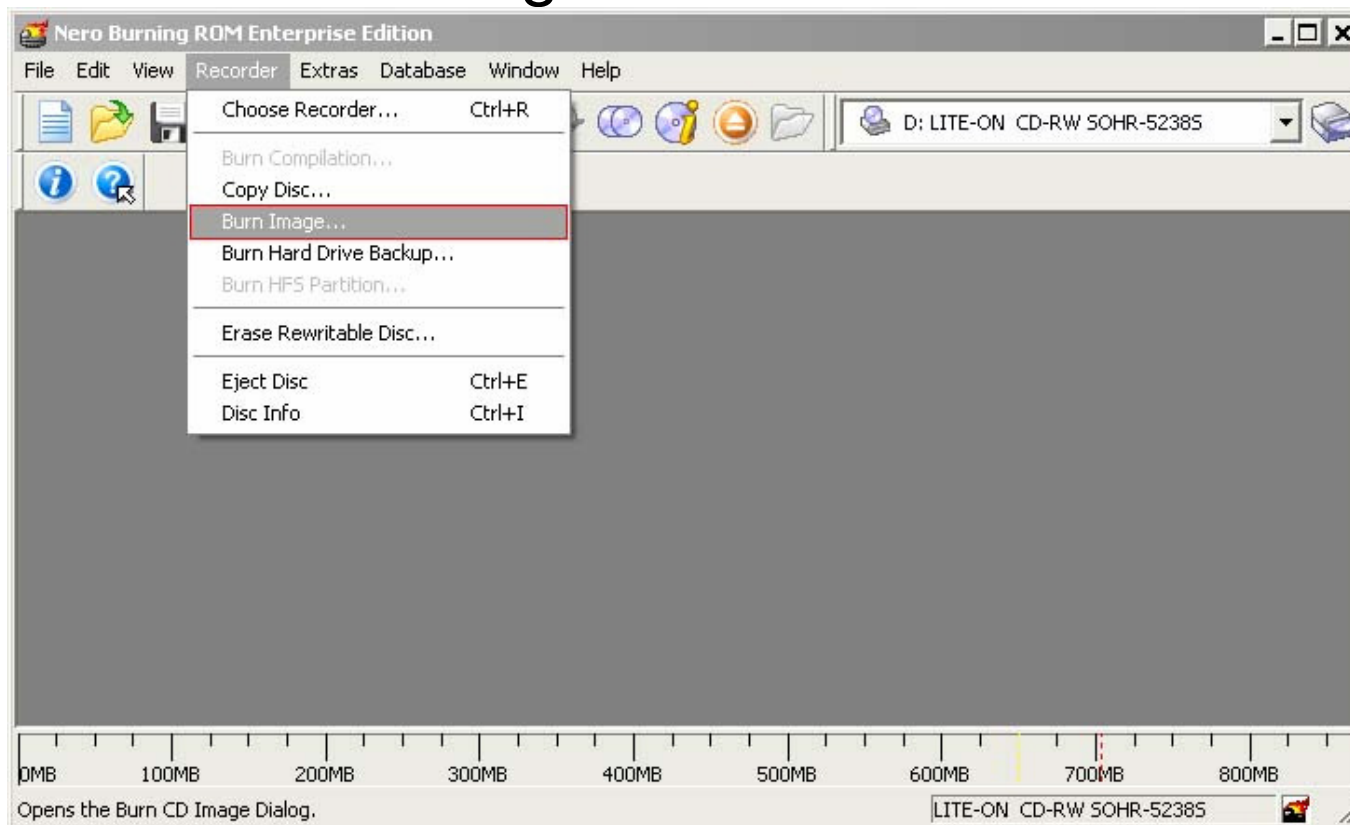 Nero Burning ROM Enterprise Edition
File Edit View Recorder Extras Database Window Help
Choose Recorder... Ctrl+R
D: LITE-ON CD-RW SOHR-5238S
Burn Compilation...
Copy Disc...
Burn Image...
Burn Hard Drive Backup...
Burn HFS Partition...
Erase Rewritable Disc...
Eject Disc Ctrl+E
Disc Info Ctrl+I
0MB 100MB 200MB 300MB 400MB 500MB 600MB 700MB 800MB
Opens the Burn CD Image Dialog. LITE-ON CD-RW SOHR-5238S